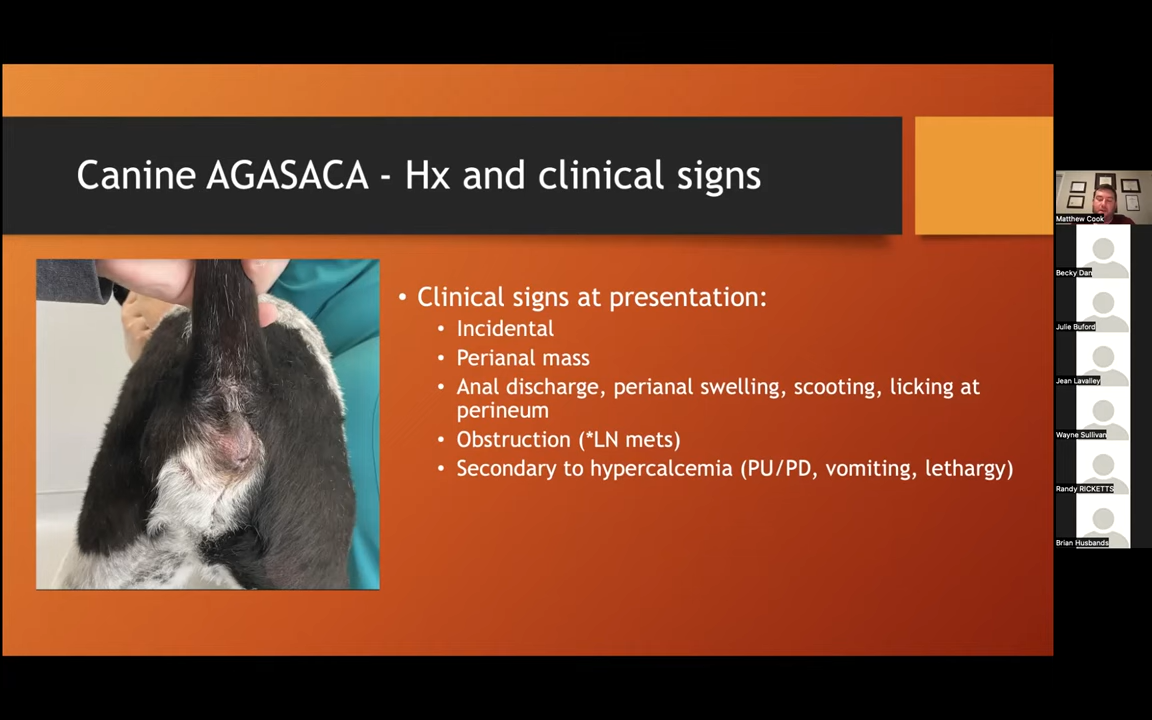 Canine AGASACA - Hx and clinical signs
• Clinical signs at presentation:
• Incidental
• Perianal mass
• Anal discharge, perianal swelling, scooting, licking at
perineum
• Obstruction (*LN mets)
• Secondary to hypercalcemia (PU/PD, vomiting, lethargy)
Matthew Cook
Becky Dan
Julie Buford
Jean Lavalley
Wayne Sullivan
Randy RICKETTS
Brian Husbands